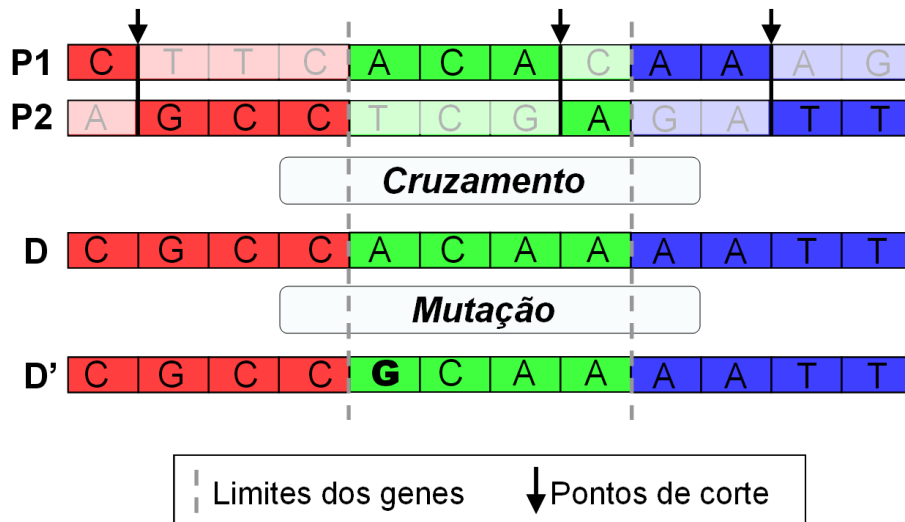 P1 C T T C A C A C A A A G
P2 A G C C T C G A G A T T
Cruzamento
D C G C C A C A A A A T T
Mutação
D' C G C C G C A A A A T T
Limites dos genes Pontos de corte